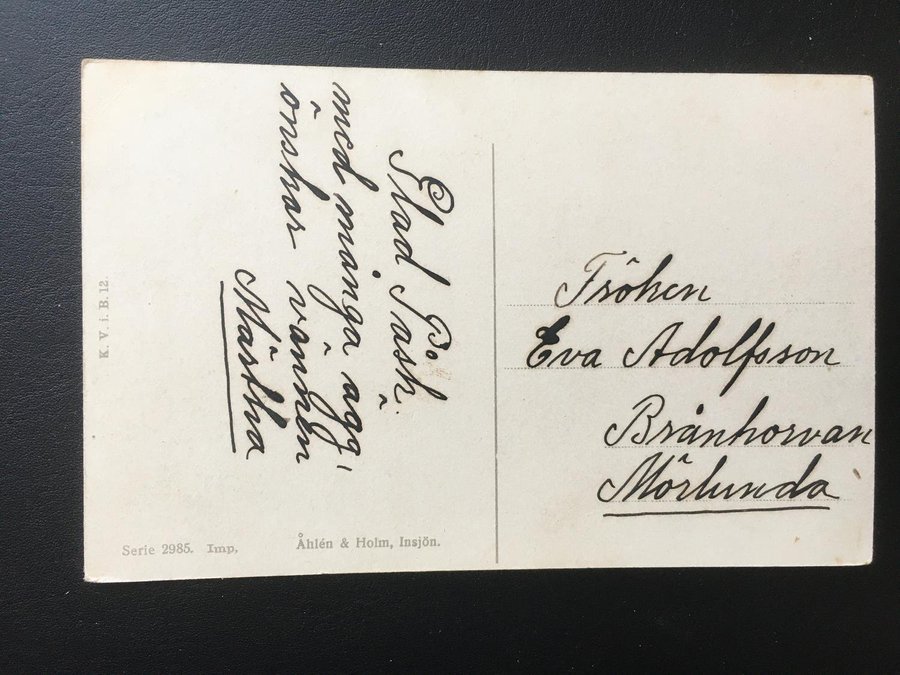 Glad Påsk.
med många ägg,
önskar vännen
Märtha
Fröken
Eva Adolfsson
Brånhorvan
Mörlunda
K. V. i. B. 12.
Serie 2985. Imp,
Åhlén & Holm, Insjön.